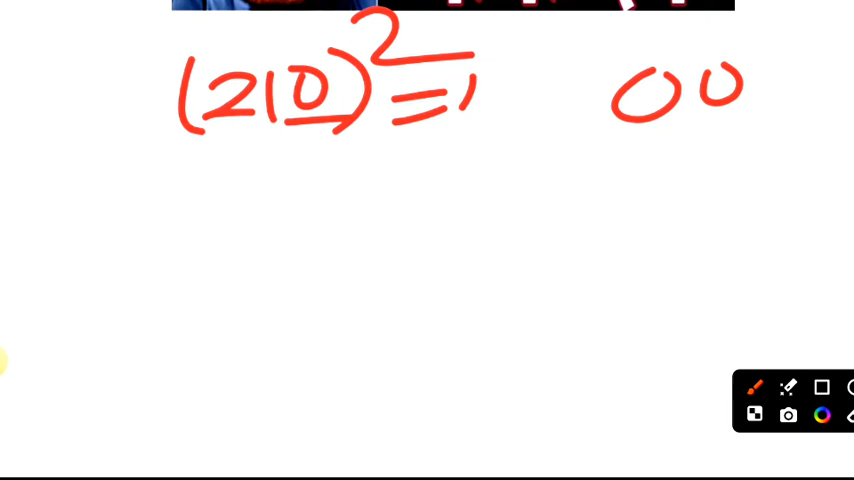 (210)² = 1 00